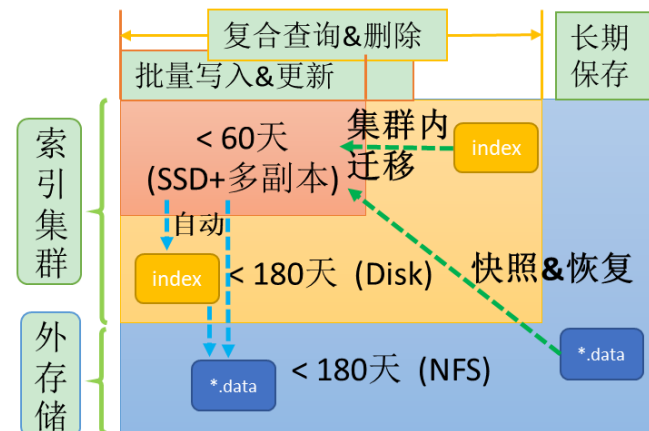 复合查询&删除
长期
保存
批量写入&更新
索引集群
< 60天
(SSD+多副本)
集群内
迁移
index
自动
index
< 180天 (Disk)
快照&恢复
外存储
*.data
< 180天 (NFS)
*.data